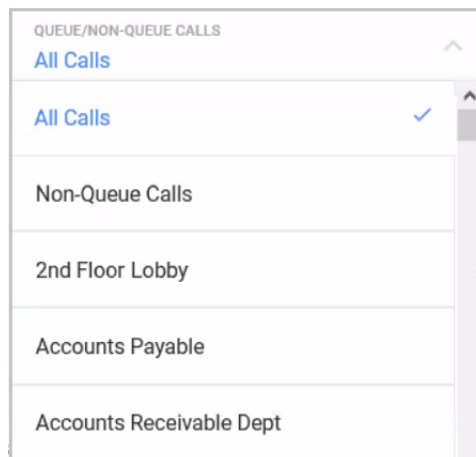 QUEUE/NON-QUEUE CALLS
All Calls
All Calls
Non-Queue Calls
2nd Floor Lobby
Accounts Payable
Accounts Receivable Dept